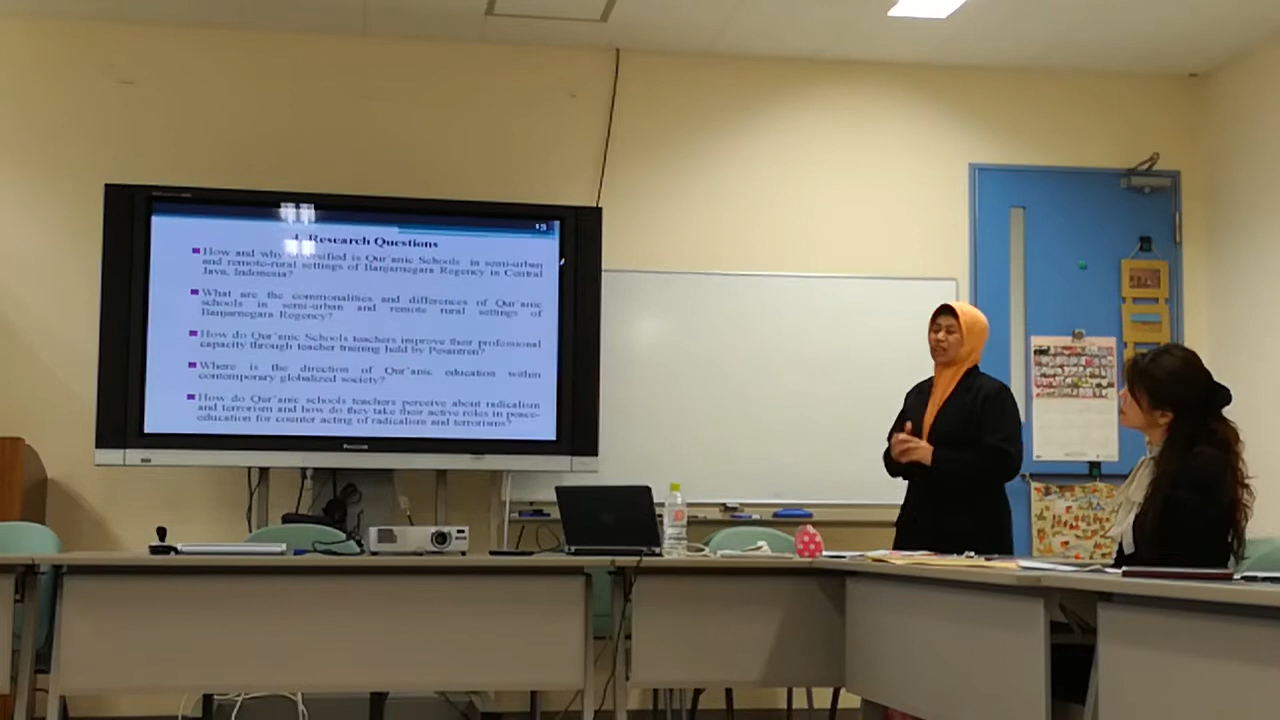 13
Research Questions
How and why diversified is Qur'anic Schools in semi-urban
and remote-rural settings of Banjarnegara Regency in Central
Java, Indonesia?
What are the commonalities and differences of Qur'anic
schools in semi-urban and remote rural settings of
Banjarnegara Regency?
How do Qur'anic Schools teachers improve their professional
capacity through teacher training held by Pesantren?
Where is the direction of Qur'anic education within
contemporary globalized society?
How do Qur'anic schools teachers perceive about radicalism
and terrorism and how do they take their active roles in peace-
education for counter acting of radicalism and terrorisms?
Panasonic